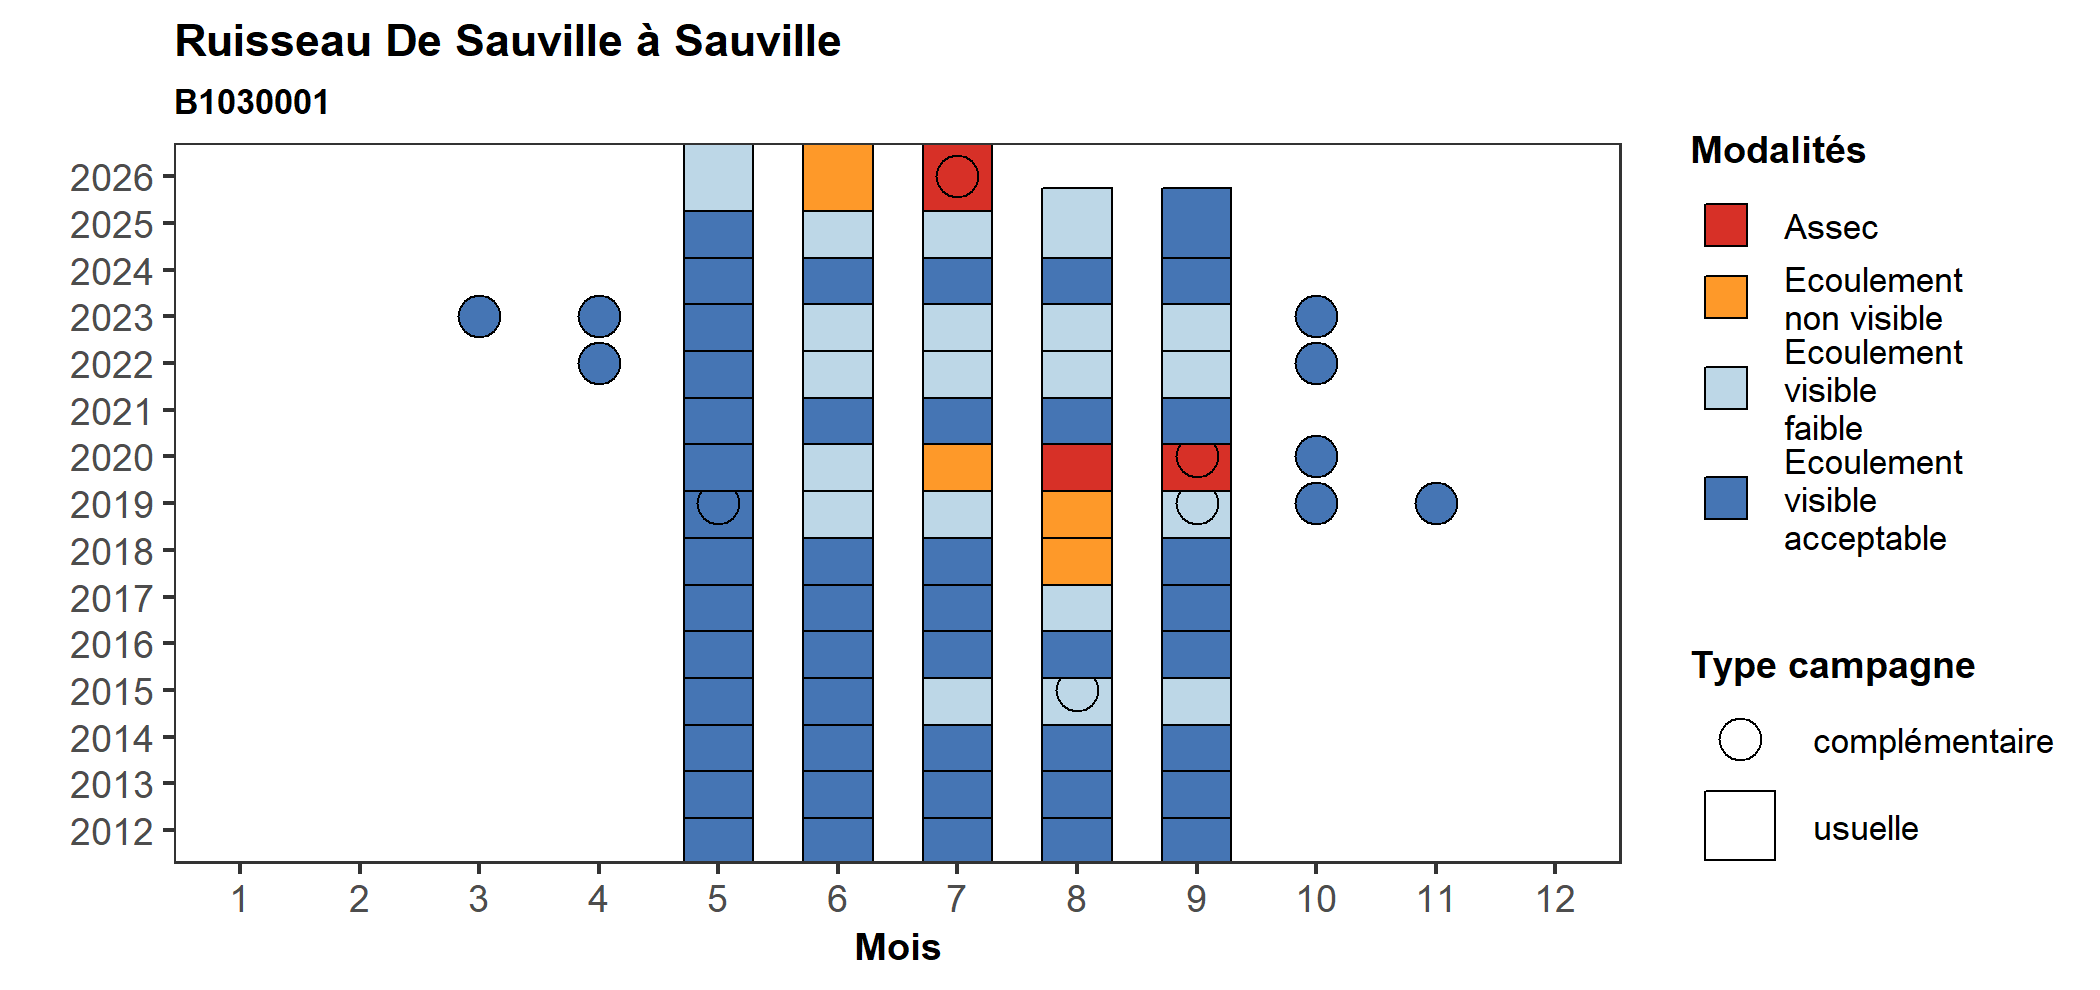 Ruisseau De Sauville à Sauville
B1030001
2026
2025
2024
2023
2022
2021
2020
2019
2018
2017
2016
2015
2014
2013
2012
1 2 3 4 5 6 7 8 9 10 11 12
Mois
Modalités
Assec
Ecoulement
non visible
Ecoulement
visible
faible
Ecoulement
visible
acceptable
Type campagne
complémentaire
usuelle